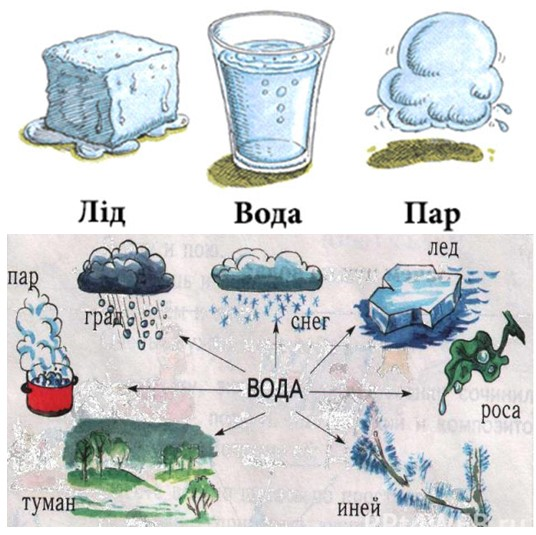 Лід Вода Пар
лед
пар
град
снег
ВОДА
роса
туман
иней